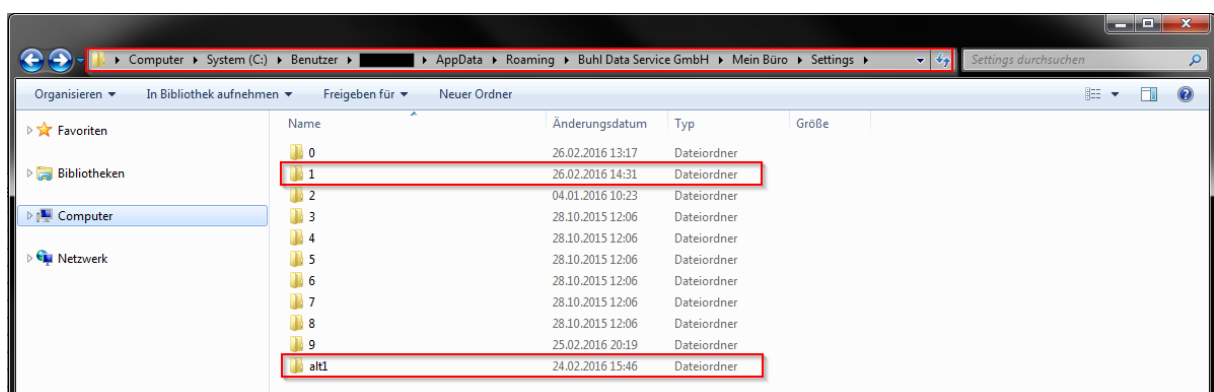 Computer System (C:) Benutzer AppData Roaming Buhl Data Service GmbH Mein Büro Settings Settings durchsuchen
Organisieren In Bibliothek aufnehmen Freigeben für Neuer Ordner
Favoriten
Bibliotheken
Computer
Netzwerk
Name Änderungsdatum Typ Größe
0 26.02.2016 13:17 Dateiordner
1 26.02.2016 14:31 Dateiordner
2 04.01.2016 10:23 Dateiordner
3 28.10.2015 12:06 Dateiordner
4 28.10.2015 12:06 Dateiordner
5 28.10.2015 12:06 Dateiordner
6 28.10.2015 12:06 Dateiordner
7 28.10.2015 12:06 Dateiordner
8 28.10.2015 12:06 Dateiordner
9 25.02.2016 20:19 Dateiordner
alt1 24.02.2016 15:46 Dateiordner